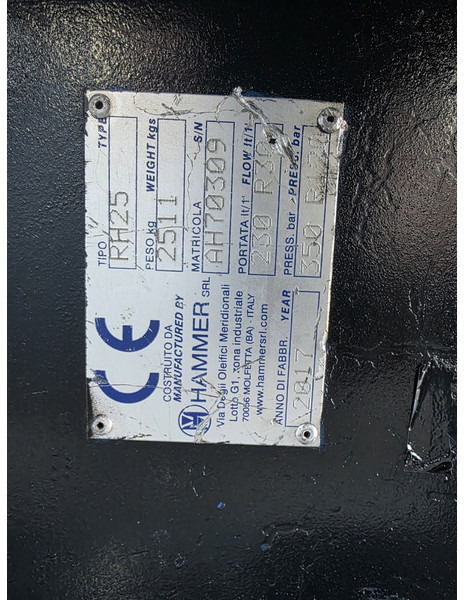 CE
COSTRUITO DA
MANUFACTURED BY
HAMMER SRL
Via Degli Oleifici Meridionali
Lotto G1, zona industriale
70056 MOLFETTA (BA) - ITALY
www.hammersrl.com
ANNO DI FABBR. YEAR
2017
TIPO TYPE
RH25
PESO kg WEIGHT kgs
2511
MATRICOLA S/N
AH70309
PORTATA lt/1' FLOW lt/1'
230 R30
PRESS. bar PRESS. bar
350